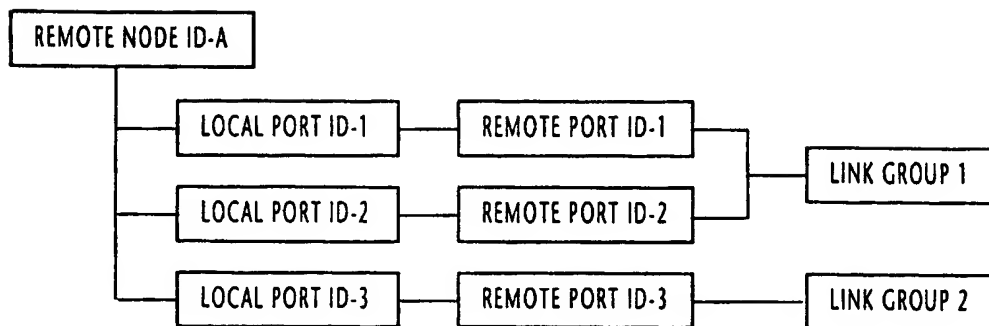 REMOTE NODE ID-A
LOCAL PORT ID-1
REMOTE PORT ID-1
LINK GROUP 1
LOCAL PORT ID-2
REMOTE PORT ID-2
LOCAL PORT ID-3
REMOTE PORT ID-3
LINK GROUP 2